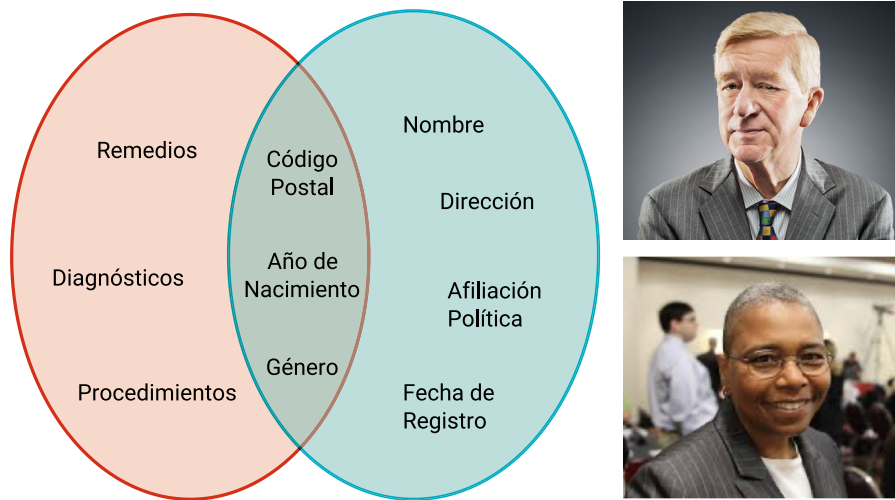 Remedios
Diagnósticos
Procedimientos
Código
Postal
Año de
Nacimiento
Género
Nombre
Dirección
Afiliación
Política
Fecha de
Registro